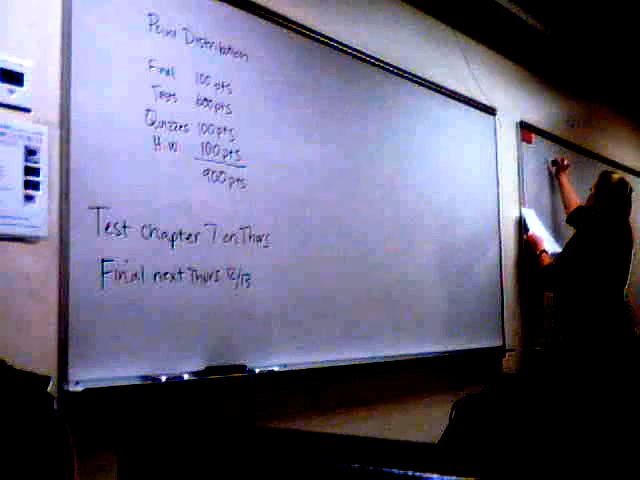 Point Distribution
Final 100 pts
Tests 600 pts
Quizzes 100 pts
H.W. 100 pts
900 pts
Test chapter 7 on Thurs
Final next Thurs 12/13